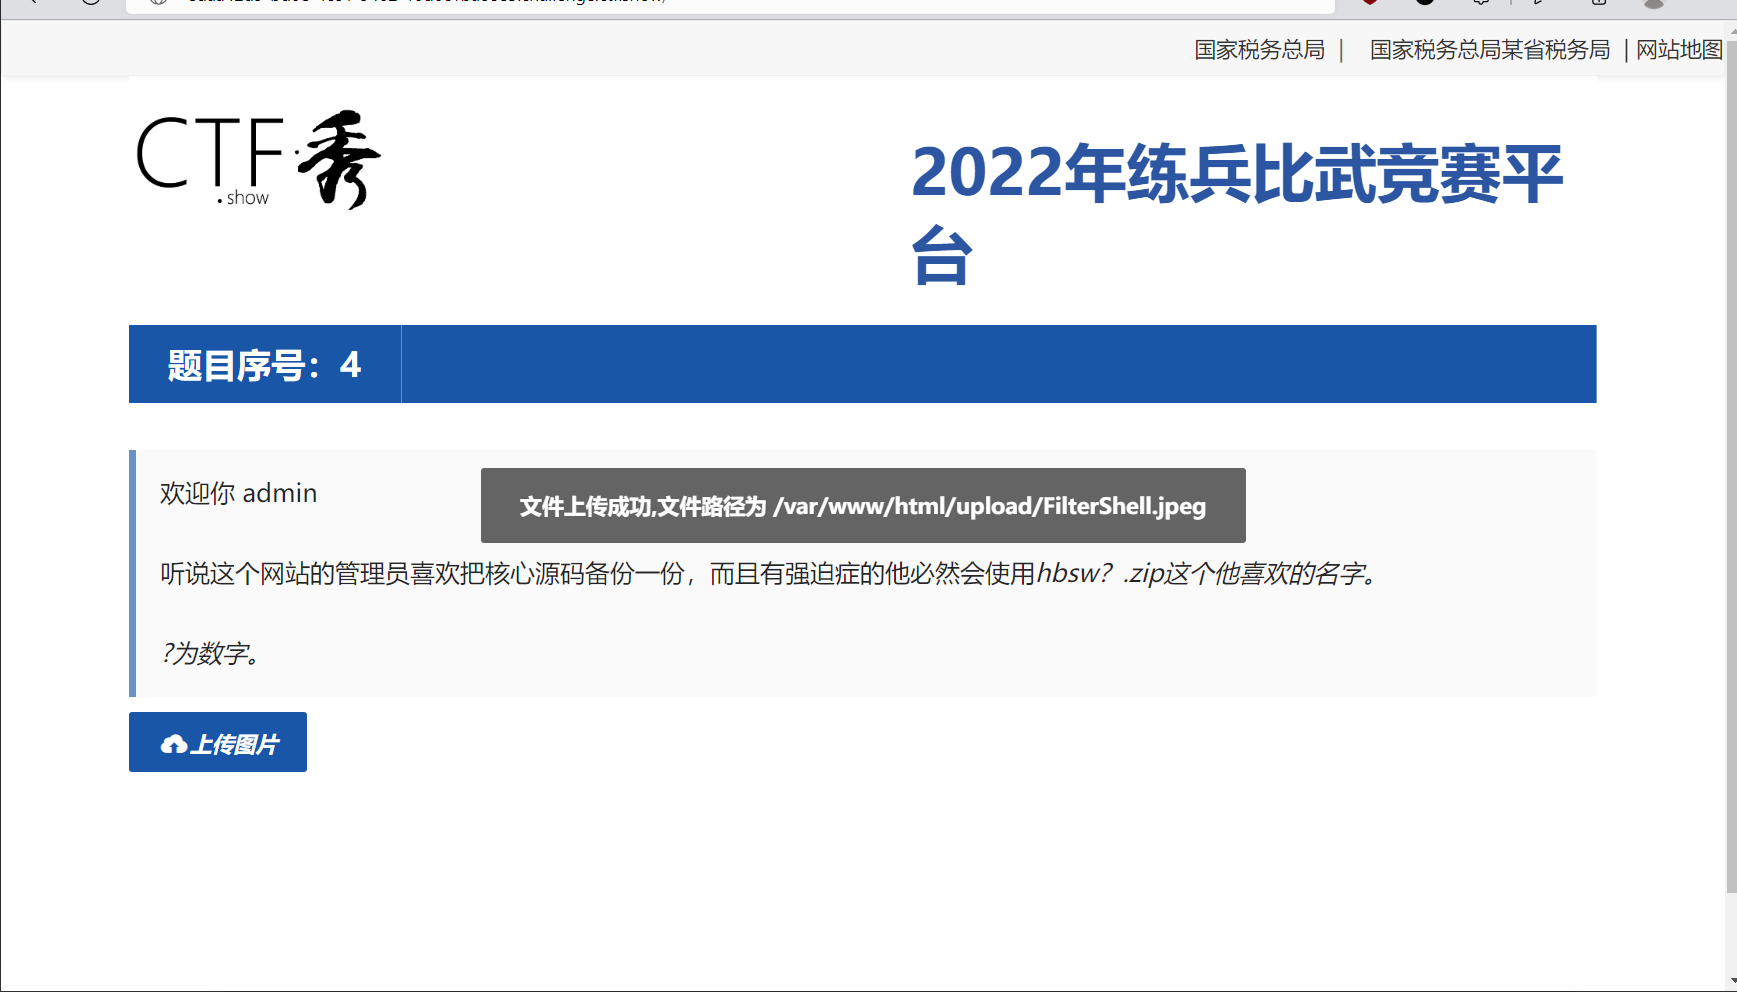 国家税务总局 | 国家税务总局某省税务局 | 网站地图
CTF·秀
.show
2022年练兵比武竞赛平
台
题目序号：4
欢迎你 admin
文件上传成功,文件路径为 /var/www/html/upload/FilterShell.jpeg
听说这个网站的管理员喜欢把核心源码备份一份，而且有强迫症的他必然会使用hbsw？.zip这个他喜欢的名字。
?为数字。
上传图片